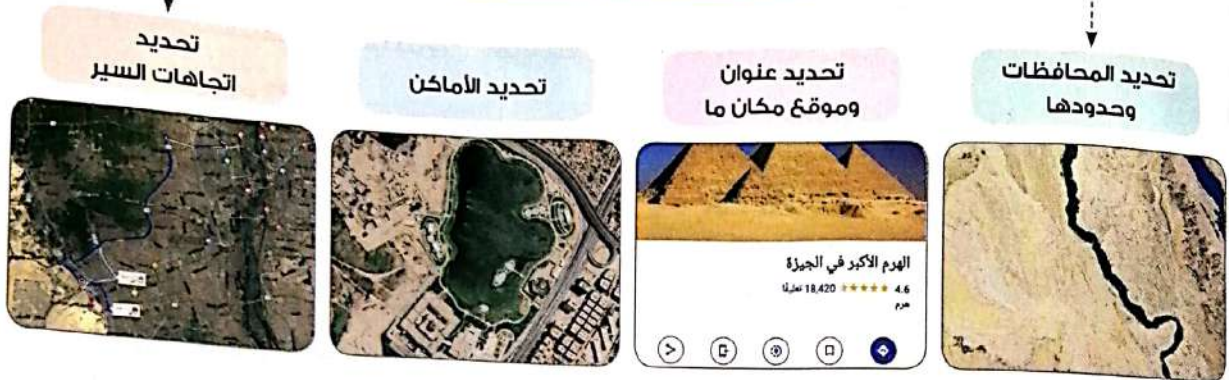 تحديد المحافظات
وحدودها
تحديد عنوان
وموقع مكان ما
تحديد الأماكن
تحديد
اتجاهات السير
الهرم الأكبر في الجيزة
4.6 ★★★★★ 18,420 تعليقًا
هرم